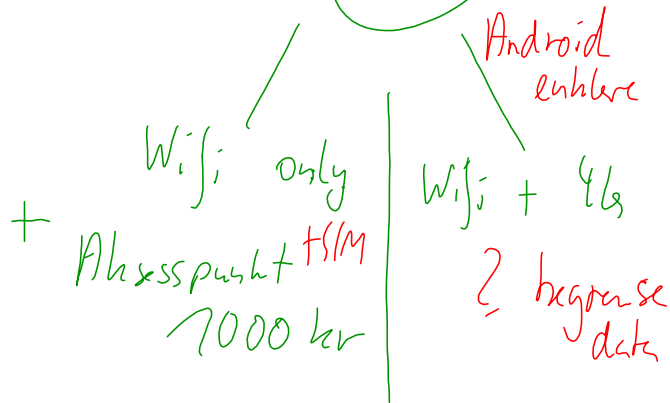 Android
enklere
Wifi only
+
Aksesspunkt +SIM
1000 kr
Wifi + 4G
? begrense
data